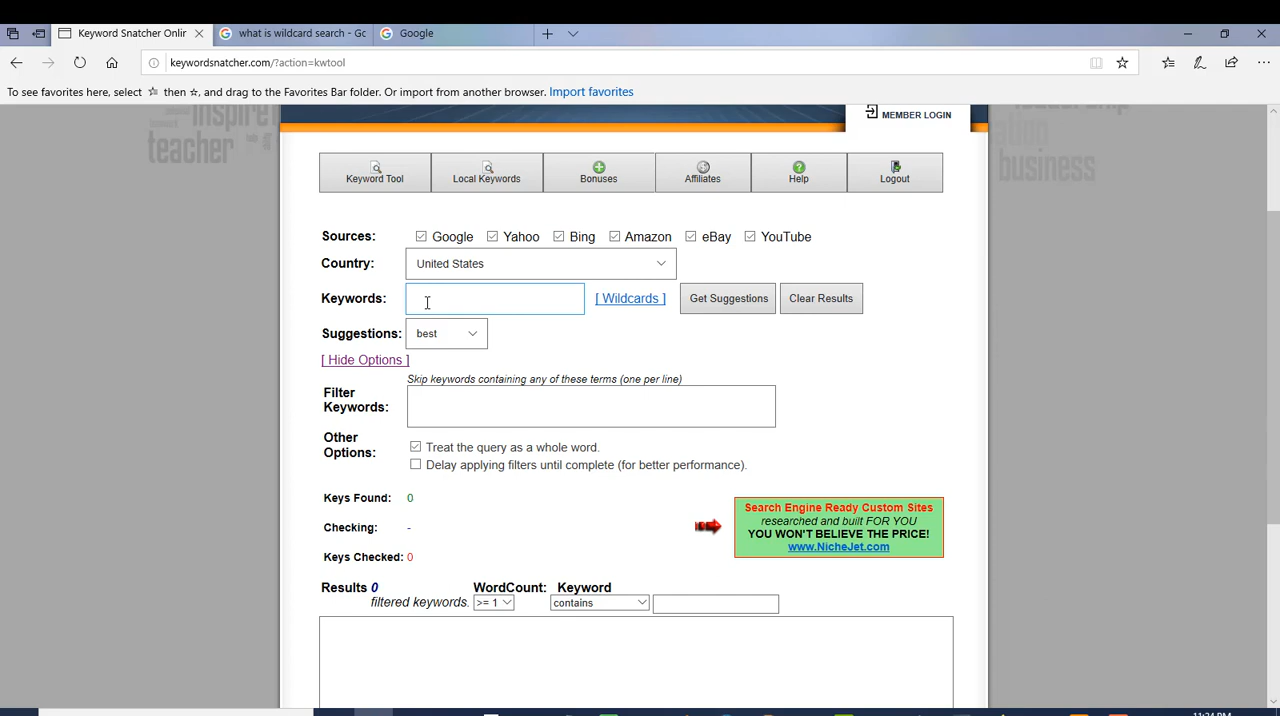 Keyword Snatcher Onlir
what is wildcard search - Go
Google
keywordsnatcher.com/?action=kwtool
To see favorites here, select ☆ then ☆, and drag to the Favorites Bar folder. Or import from another browser. Import favorites
inspire
teacher
business
MEMBER LOGIN
Keyword Tool
Local Keywords
Bonuses
Affiliates
Help
Logout
Sources: Google Yahoo Bing Amazon eBay YouTube
Country: United States
Keywords: [ Wildcards ] Get Suggestions Clear Results
Suggestions: best
[ Hide Options ]
Skip keywords containing any of these terms (one per line)
Filter
Keywords:
Other
Options:
Treat the query as a whole word.
Delay applying filters until complete (for better performance).
Keys Found: 0
Checking: -
Keys Checked: 0
Search Engine Ready Custom Sites
researched and built FOR YOU
YOU WON'T BELIEVE THE PRICE!
www.NicheJet.com
Results 0 WordCount: Keyword
filtered keywords. >= 1 contains